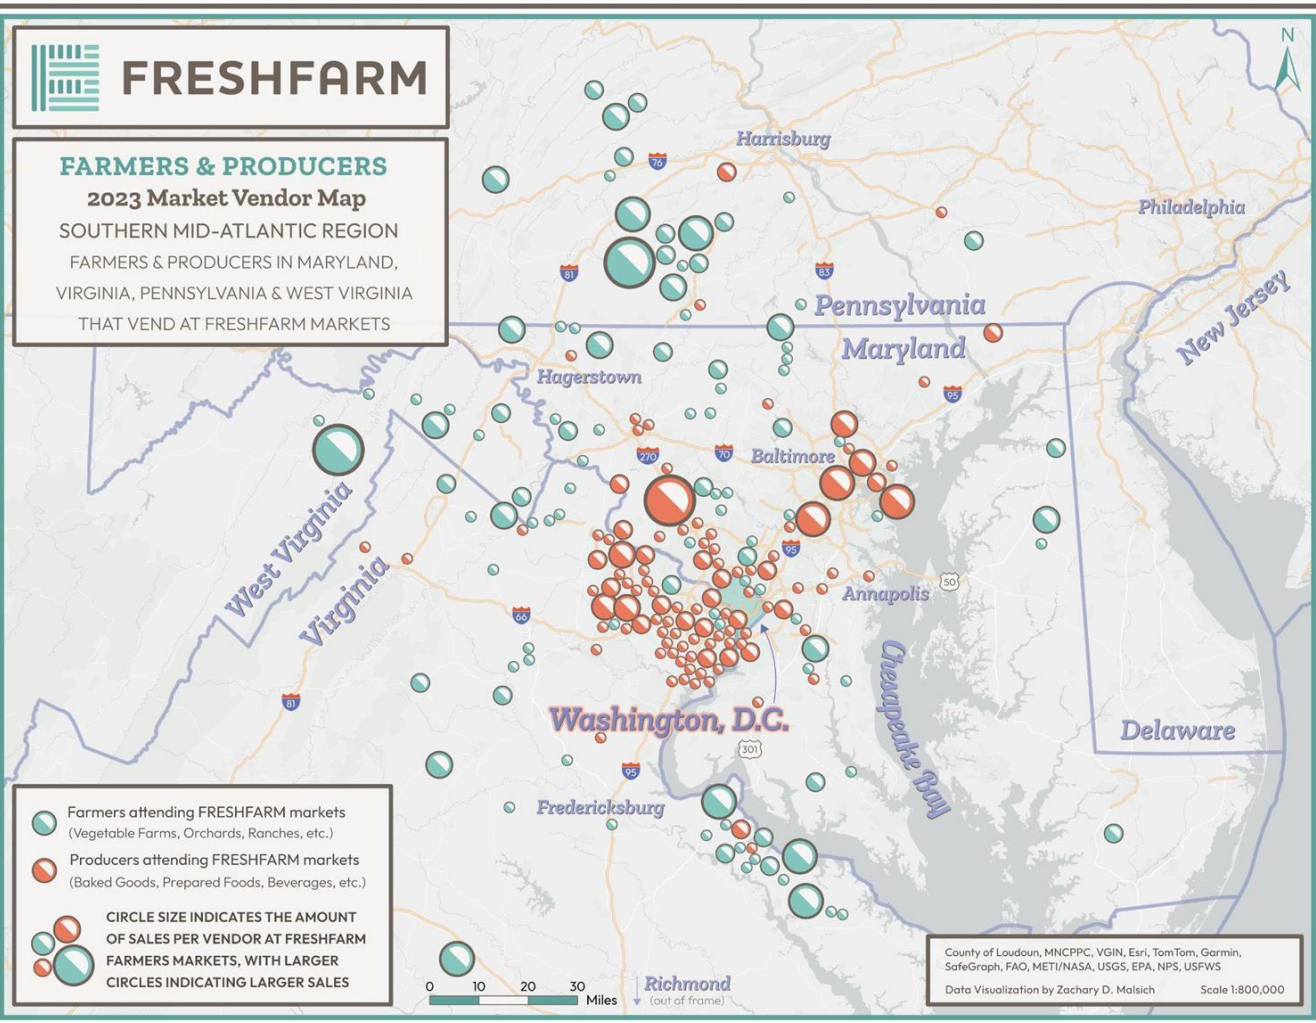 FRESHFARM
FARMERS & PRODUCERS
2023 Market Vendor Map
SOUTHERN MID-ATLANTIC REGION
FARMERS & PRODUCERS IN MARYLAND,
VIRGINIA, PENNSYLVANIA & WEST VIRGINIA
THAT VEND AT FRESHFARM MARKETS
N
Harrisburg
76
Philadelphia
81
83
Pennsylvania
New Jersey
Maryland
Hagerstown
95
270
70
Baltimore
West Virginia
Virginia
95
50
Annapolis
66
Chesapeake Bay
81
Washington, D.C.
301
Delaware
95
Fredericksburg
Farmers attending FRESHFARM markets
(Vegetable Farms, Orchards, Ranches, etc.)
Producers attending FRESHFARM markets
(Baked Goods, Prepared Foods, Beverages, etc.)
CIRCLE SIZE INDICATES THE AMOUNT
OF SALES PER VENDOR AT FRESHFARM
FARMERS MARKETS, WITH LARGER
CIRCLES INDICATING LARGER SALES
0 10 20 30
Miles
Richmond
(out of frame)
County of Loudoun, MNCPPC, VGIN, Esri, TomTom, Garmin,
SafeGraph, FAO, METI/NASA, USGS, EPA, NPS, USFWS
Data Visualization by Zachary D. Malsich Scale 1:800,000